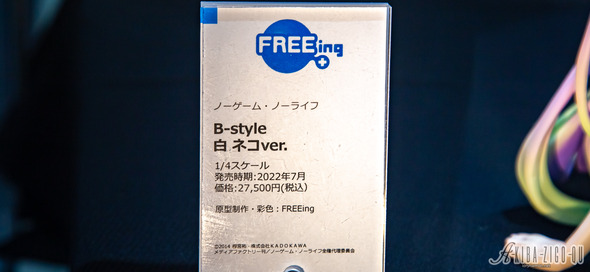 FREEing
ノーゲーム・ノーライフ
B-style
白 ネコver.
1/4スケール
発売時期:2022年7月
価格:27,500円(税込)
原型制作・彩色：FREEing
©2014 榎宮祐・株式会社KADOKAWA
メディアファクトリー刊／ノーゲーム・ノーライフ全権代理委員会
AKIBA-ZIGO-QU